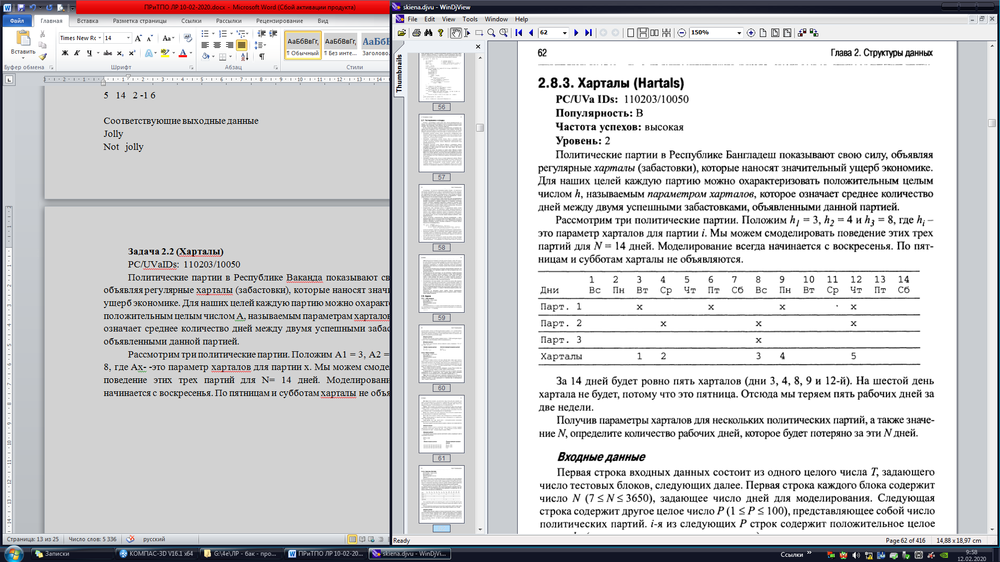 ПРиТПО ЛР 10-02-2020.docx - Microsoft Word (Сбой активации продукта)
Файл
Главная
Вставка
Разметка страницы
Ссылки
Рассылки
Рецензирование
Вид
Вставить
Буфер обмена
Times New Rc
14
Ж К Ч abc x₂ x²
Шрифт
Абзац
АаБбВвГг,
¶ Обычный
АаБбВвГг,
¶ Без инте...
АаБбВ
Заголово...
Стили
5 14 2 -1 6
Соответствующие выходные данные
Jolly
Not jolly
Задача 2.2 (Харталы)
PC/UVaIDs: 110203/10050
Политические партии в Республике Ваканда показывают св
объявляя регулярные харталы (забастовки), которые наносят значи
ущерб экономике. Для наших целей каждую партию можно охаракте
положительным целым числом А, называемым параметрам харталов
означает среднее количество дней между двумя успешными забас
объявленными данной партией.
Рассмотрим три политические партии. Положим А1 = 3, А2 =
8, где Ах- -это параметр харталов для партии х. Мы можем смодел
поведение этих трех партий для N= 14 дней. Моделировани
начинается с воскресенья. По пятницам и субботам харталы не объя
Страница: 13 из 25
Число слов: 5 336
русский
skiena.djvu - WinDjView
File Edit View Tools Window Help
62
150%
Thumbnails
56
57
58
59
60
61
62
Глава 2. Структуры данных
2.8.3. Харталы (Hartals)
PC/UVa IDs: 110203/10050
Популярность: B
Частота успехов: высокая
Уровень: 2
Политические партии в Республике Бангладеш показывают свою силу, объявляя
регулярные харталы (забастовки), которые наносят значительный ущерб экономике.
Для наших целей каждую партию можно охарактеризовать положительным целым
числом h, называемым параметром харталов, которое означает среднее количество
дней между двумя успешными забастовками, объявленными данной партией.
Рассмотрим три политические партии. Положим h₁ = 3, h₂ = 4 и h₃ = 8, где hᵢ –
это параметр харталов для партии i. Мы можем смоделировать поведение этих трех
партий для N = 14 дней. Моделирование всегда начинается с воскресенья. По пят-
ницам и субботам харталы не объявляются.
1 2 3 4 5 6 7 8 9 10 11 12 13 14
Дни Вс Пн Вт Ср Чт Пт Сб Вс Пн Вт Ср Чт Пт Сб
Парт. 1 x x x x
Парт. 2 x x x
Парт. 3 x
Харталы 1 2 3 4 5
За 14 дней будет ровно пять харталов (дни 3, 4, 8, 9 и 12-й). На шестой день
хартала не будет, потому что это пятница. Отсюда мы теряем пять рабочих дней за
две недели.
Получив параметры харталов для нескольких политических партий, а также значе-
ние N, определите количество рабочих дней, которое будет потеряно за эти N дней.
Входные данные
Первая строка входных данных состоит из одного целого числа T, задающего
число тестовых блоков, следующих далее. Первая строка каждого блока содержит
число N (7 ≤ N ≤ 3650), задающее число дней для моделирования. Следующая
строка содержит другое целое число P (1 ≤ P ≤ 100), представляющее собой число
политических партий. i-я из следующих P строк содержит положительное целое
Ready
Page 62 of 416
14,88 x 18,97 cm
Записки
КОМПАС-3D V16.1 x64
G:\4е\ЛР - бак - про...
ПРиТПО ЛР 10-02-20...
skiena.djvu - WinDjVi...
Ссылки
9:58
12.02.2020